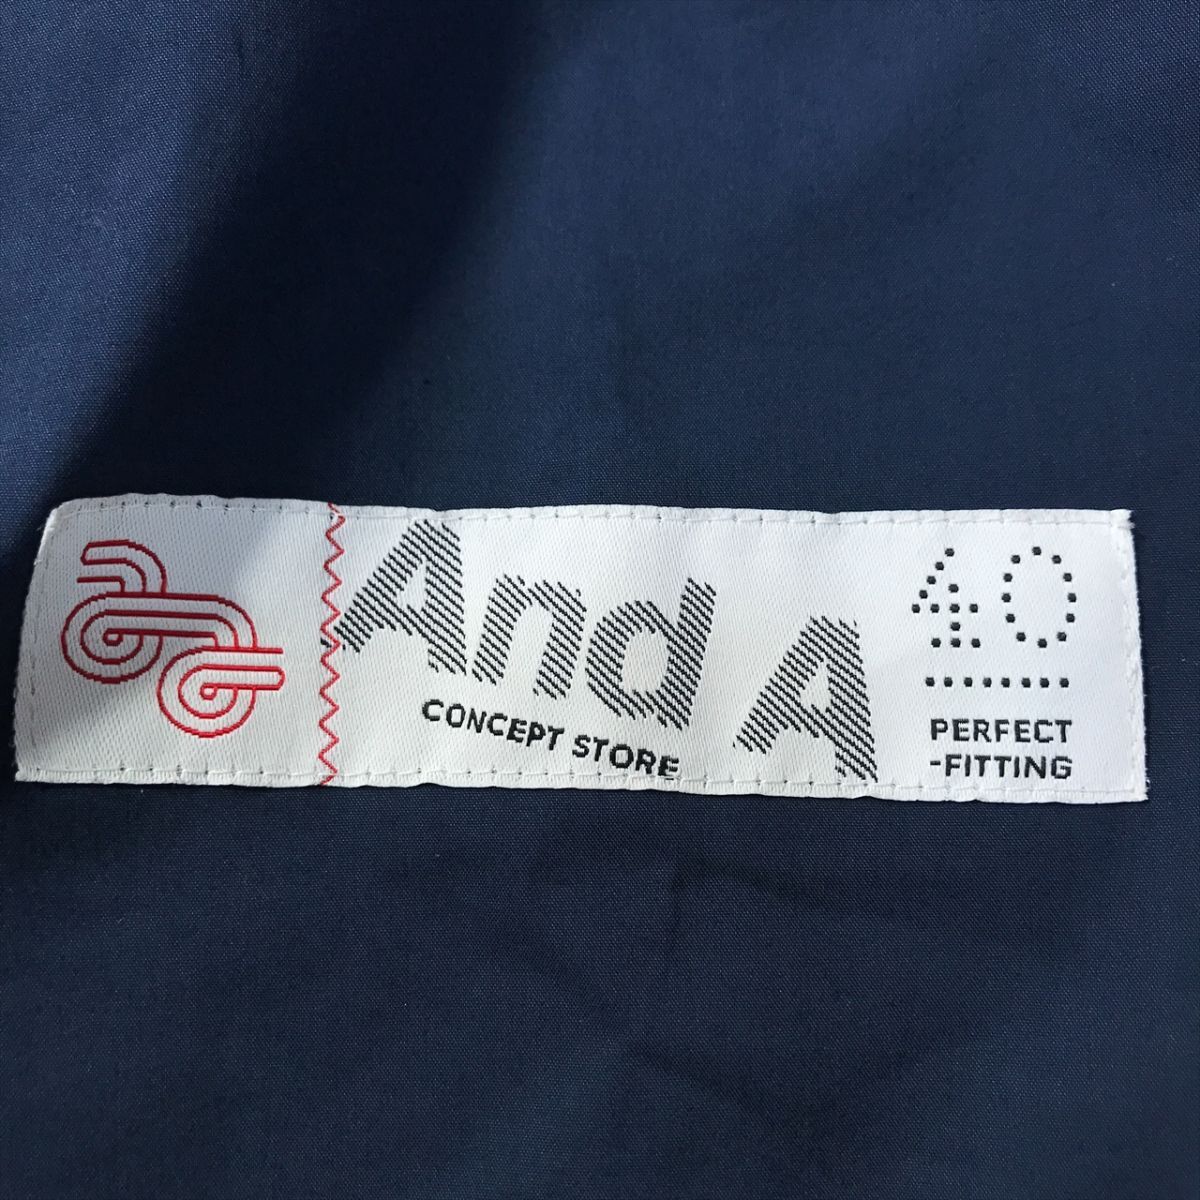 And A
CONCEPT STORE
40
PERFECT
-FITTING